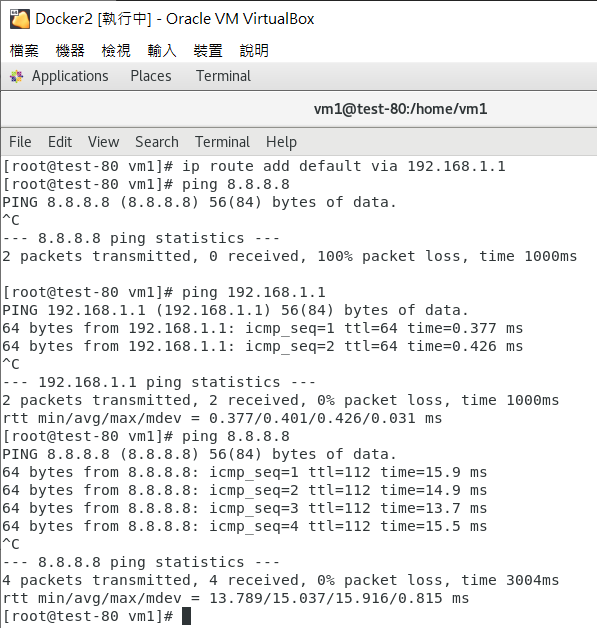 Docker2 [執行中] - Oracle VM VirtualBox
檔案 機器 檢視 輸入 裝置 說明
Applications Places Terminal
vm1@test-80:/home/vm1
File Edit View Search Terminal Help
[root@test-80 vm1]# ip route add default via 192.168.1.1
[root@test-80 vm1]# ping 8.8.8.8
PING 8.8.8.8 (8.8.8.8) 56(84) bytes of data.
^C
--- 8.8.8.8 ping statistics ---
2 packets transmitted, 0 received, 100% packet loss, time 1000ms

[root@test-80 vm1]# ping 192.168.1.1
PING 192.168.1.1 (192.168.1.1) 56(84) bytes of data.
64 bytes from 192.168.1.1: icmp_seq=1 ttl=64 time=0.377 ms
64 bytes from 192.168.1.1: icmp_seq=2 ttl=64 time=0.426 ms
^C
--- 192.168.1.1 ping statistics ---
2 packets transmitted, 2 received, 0% packet loss, time 1000ms
rtt min/avg/max/mdev = 0.377/0.401/0.426/0.031 ms
[root@test-80 vm1]# ping 8.8.8.8
PING 8.8.8.8 (8.8.8.8) 56(84) bytes of data.
64 bytes from 8.8.8.8: icmp_seq=1 ttl=112 time=15.9 ms
64 bytes from 8.8.8.8: icmp_seq=2 ttl=112 time=14.9 ms
64 bytes from 8.8.8.8: icmp_seq=3 ttl=112 time=13.7 ms
64 bytes from 8.8.8.8: icmp_seq=4 ttl=112 time=15.5 ms
^C
--- 8.8.8.8 ping statistics ---
4 packets transmitted, 4 received, 0% packet loss, time 3004ms
rtt min/avg/max/mdev = 13.789/15.037/15.916/0.815 ms
[root@test-80 vm1]#